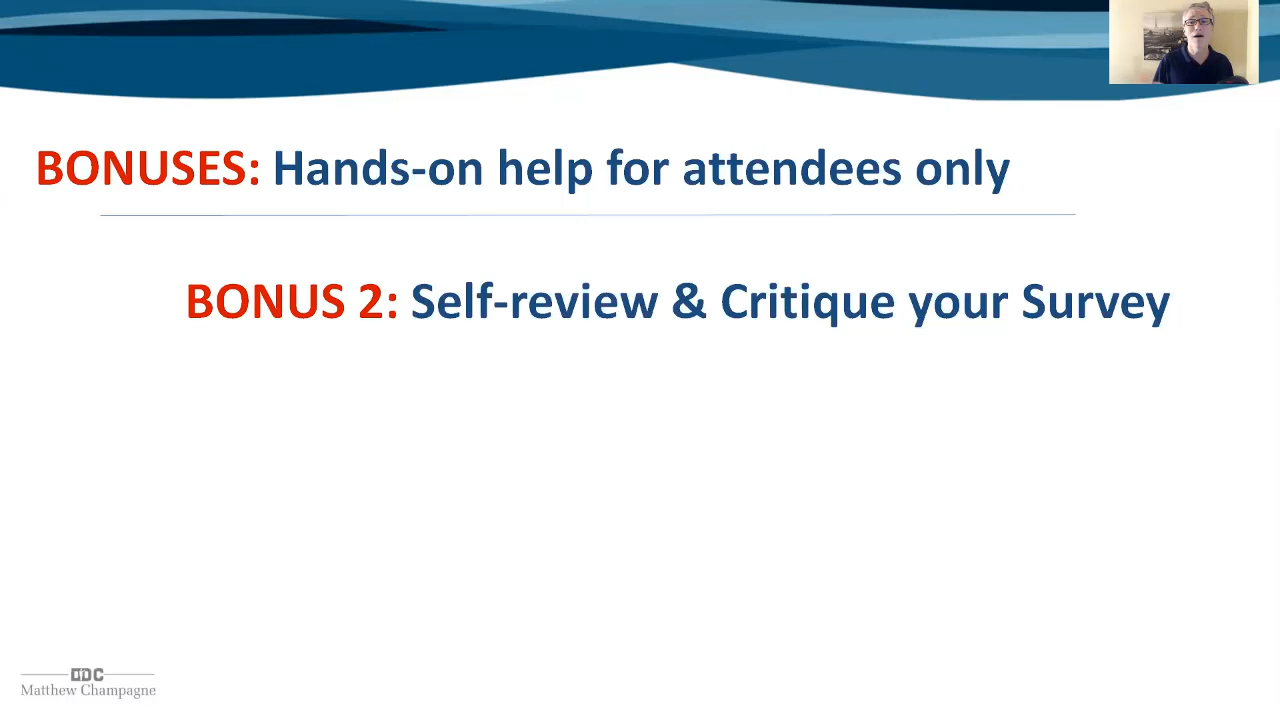 BONUSES: Hands-on help for attendees only
BONUS 2: Self-review & Critique your Survey
Matthew Champagne